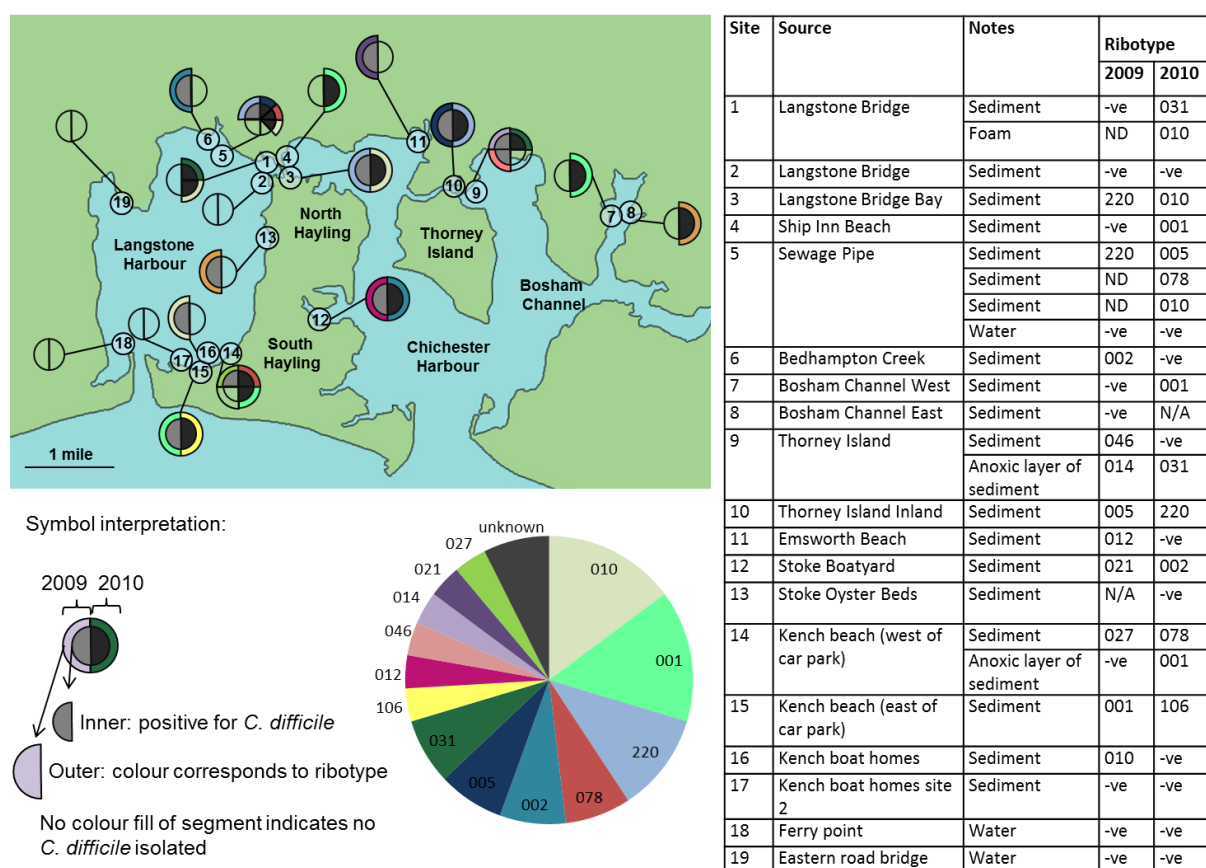 6
5
1
4
2
3
11
10
9
7
8
19
13
12
18
17
16
14
15
North
Hayling
Langstone
Harbour
Thorney
Island
Bosham
Channel
South
Hayling
Chichester
Harbour
1 mile
Symbol interpretation:
2009 2010
Inner: positive for C. difficile
Outer: colour corresponds to ribotype
No colour fill of segment indicates no
C. difficile isolated
unknown
027
021
014
046
012
106
031
005
002
078
220
001
010
Site Source Notes Ribotype
2009 2010
1 Langstone Bridge Sediment -ve 031
Foam ND 010
2 Langstone Bridge Sediment -ve -ve
3 Langstone Bridge Bay Sediment 220 010
4 Ship Inn Beach Sediment -ve 001
5 Sewage Pipe Sediment 220 005
Sediment ND 078
Sediment ND 010
Water -ve -ve
6 Bedhampton Creek Sediment 002 -ve
7 Bosham Channel West Sediment -ve 001
8 Bosham Channel East Sediment -ve N/A
9 Thorney Island Sediment 046 -ve
Anoxic layer of 014 031
sediment
10 Thorney Island Inland Sediment 005 220
11 Emsworth Beach Sediment 012 -ve
12 Stoke Boatyard Sediment 021 002
13 Stoke Oyster Beds Sediment N/A -ve
14 Kench beach (west of Sediment 027 078
car park) Anoxic layer of -ve 001
sediment
15 Kench beach (east of Sediment 001 106
car park)
16 Kench boat homes Sediment 010 -ve
17 Kench boat homes site Sediment -ve -ve
2
18 Ferry point Water -ve -ve
19 Eastern road bridge Water -ve -ve